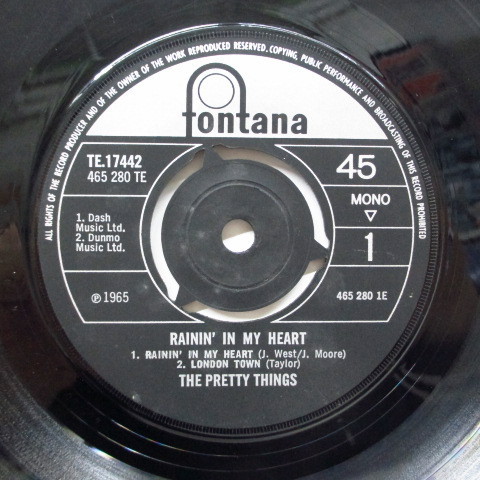 ALL RIGHTS OF THE RECORD PRODUCER AND OF THE OWNER OF THE WORK REPRODUCED RESERVED. COPYING, PUBLIC PERFORMANCE AND BROADCASTING OF THIS RECORD PROHIBITED
fontana
TE.17442
465 280 TE
45
MONO
1. Dash
Music Ltd.
2. Dunmo
Music Ltd.
1
℗ 1965
465 280 1E
RAININ' IN MY HEART
1. RAININ' IN MY HEART (J. West/J. Moore)
2. LONDON TOWN (Taylor)
THE PRETTY THINGS